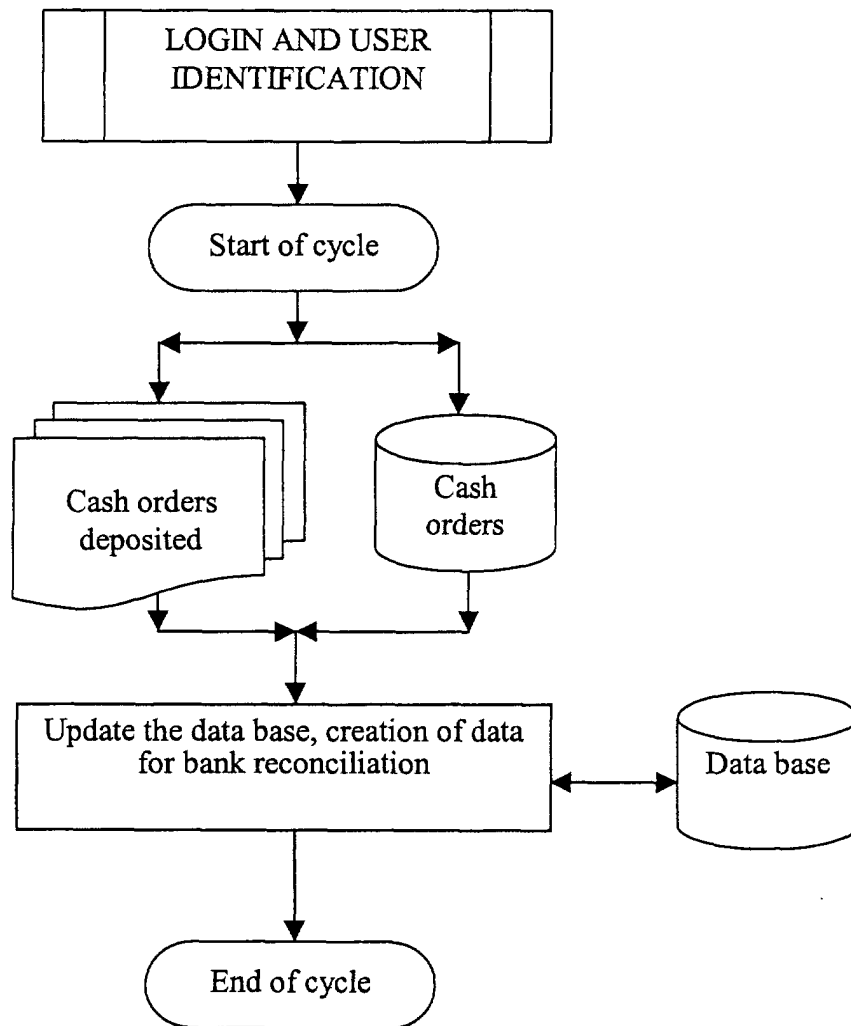 LOGIN AND USER
IDENTIFICATION
Start of cycle
Cash orders
deposited
Cash
orders
Update the data base, creation of data
for bank reconciliation
Data base
End of cycle